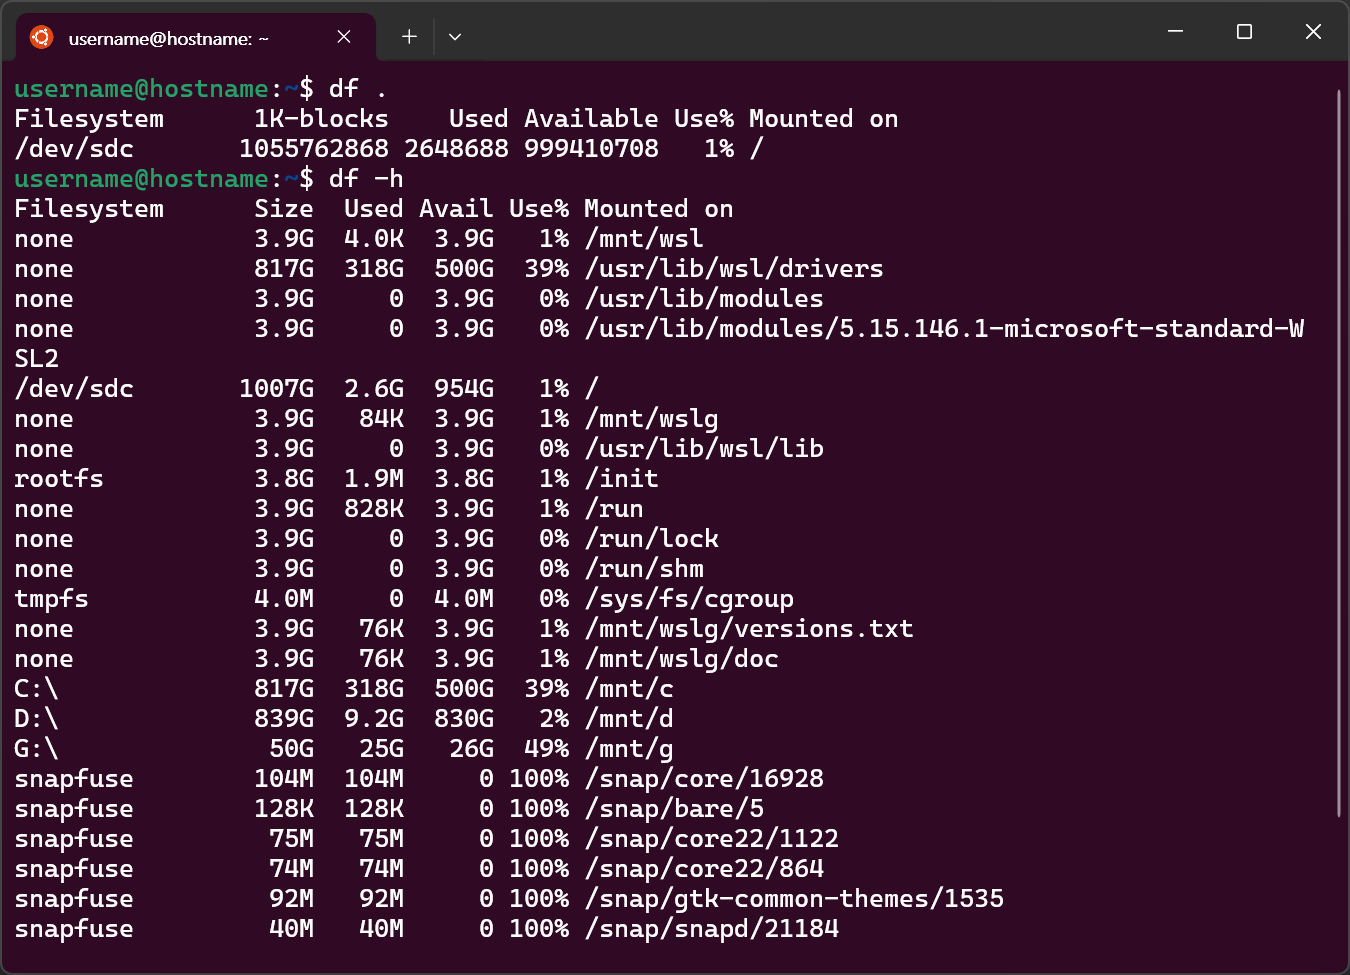 username@hostname: ~
username@hostname:~$ df .
Filesystem      1K-blocks    Used Available Use% Mounted on
/dev/sdc       1055762868 2648688 999410708   1% /
username@hostname:~$ df -h
Filesystem      Size  Used Avail Use% Mounted on
none            3.9G  4.0K  3.9G   1% /mnt/wsl
none            817G  318G  500G  39% /usr/lib/wsl/drivers
none            3.9G     0  3.9G   0% /usr/lib/modules
none            3.9G     0  3.9G   0% /usr/lib/modules/5.15.146.1-microsoft-standard-W
SL2
/dev/sdc       1007G  2.6G  954G   1% /
none            3.9G   84K  3.9G   1% /mnt/wslg
none            3.9G     0  3.9G   0% /usr/lib/wsl/lib
rootfs          3.8G  1.9M  3.8G   1% /init
none            3.9G  828K  3.9G   1% /run
none            3.9G     0  3.9G   0% /run/lock
none            3.9G     0  3.9G   0% /run/shm
tmpfs           4.0M     0  4.0M   0% /sys/fs/cgroup
none            3.9G   76K  3.9G   1% /mnt/wslg/versions.txt
none            3.9G   76K  3.9G   1% /mnt/wslg/doc
C:\             817G  318G  500G  39% /mnt/c
D:\             839G  9.2G  830G   2% /mnt/d
G:\              50G   25G   26G  49% /mnt/g
snapfuse        104M  104M     0 100% /snap/core/16928
snapfuse        128K  128K     0 100% /snap/bare/5
snapfuse         75M   75M     0 100% /snap/core22/1122
snapfuse         74M   74M     0 100% /snap/core22/864
snapfuse         92M   92M     0 100% /snap/gtk-common-themes/1535
snapfuse         40M   40M     0 100% /snap/snapd/21184